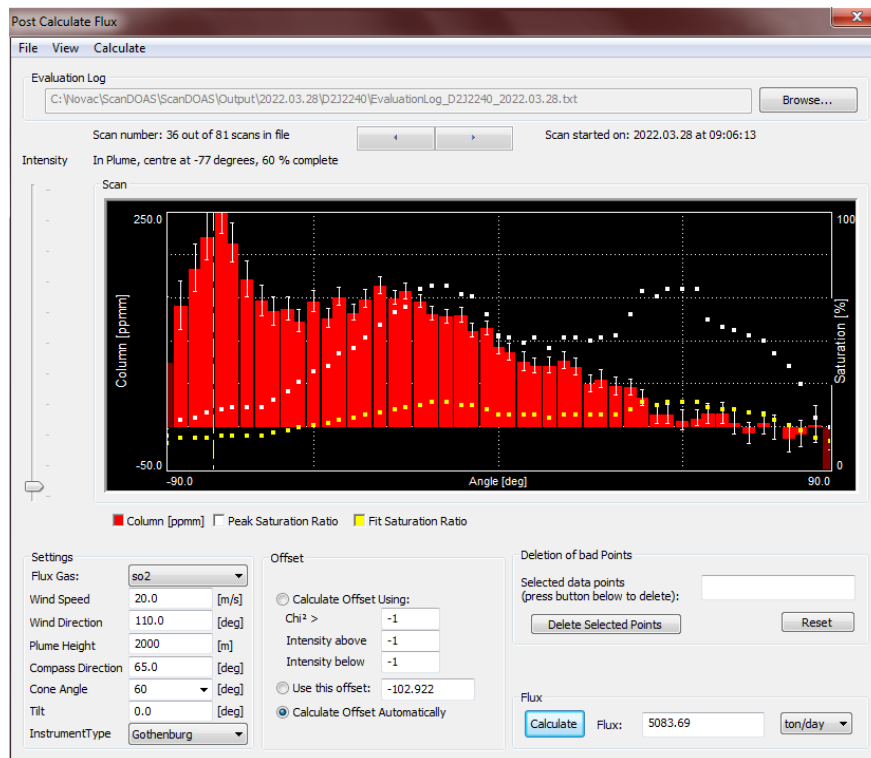 Post Calculate Flux
x
File View Calculate
Evaluation Log
C:\Novac\ScanDOAS\ScanDOAS\Output\2022.03.28\D2J2240\EvaluationLog_D2J2240_2022.03.28.txt
Browse...
Scan number: 36 out of 81 scans in file
Scan started on: 2022.03.28 at 09:06:13
Intensity
In Plume, centre at -77 degrees, 60 % complete
Scan
250.0
100
Column [ppmm]
Saturation [%]
-50.0
0
-90.0
Angle [deg]
90.0
Column [ppmm] Peak Saturation Ratio Fit Saturation Ratio
Settings
Flux Gas: so2
Wind Speed 20.0 [m/s]
Wind Direction 110.0 [deg]
Plume Height 2000 [m]
Compass Direction 65.0 [deg]
Cone Angle 60 [deg]
Tilt 0.0 [deg]
InstrumentType Gothenburg
Offset
Calculate Offset Using:
Chi² > -1
Intensity above -1
Intensity below -1
Use this offset: -102.922
Calculate Offset Automatically
Deletion of bad Points
Selected data points
(press button below to delete):
Delete Selected Points Reset
Flux
Calculate Flux: 5083.69 ton/day